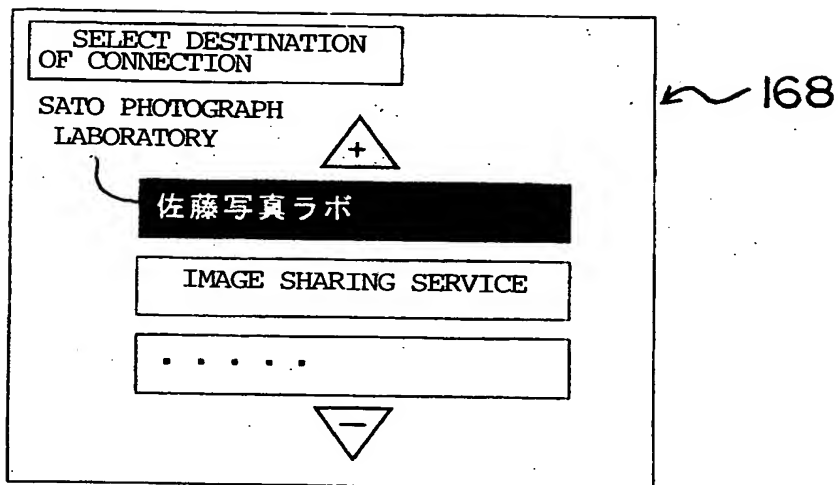 SELECT DESTINATION
OF CONNECTION
168
SATO PHOTOGRAPH
LABORATORY
+
佐藤写真ラボ
IMAGE SHARING SERVICE
.....
−